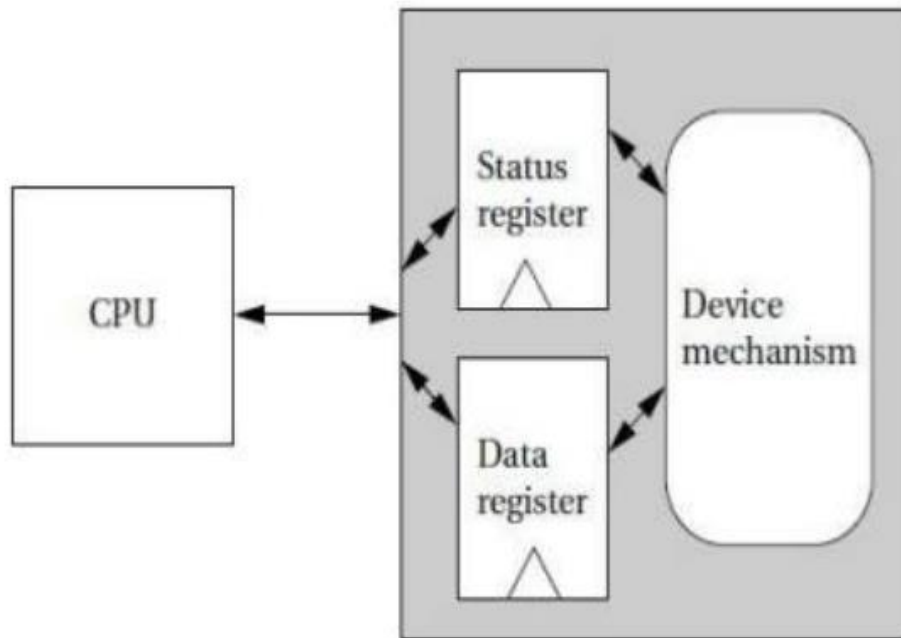 CPU
Status
register
Data
register
Device
mechanism